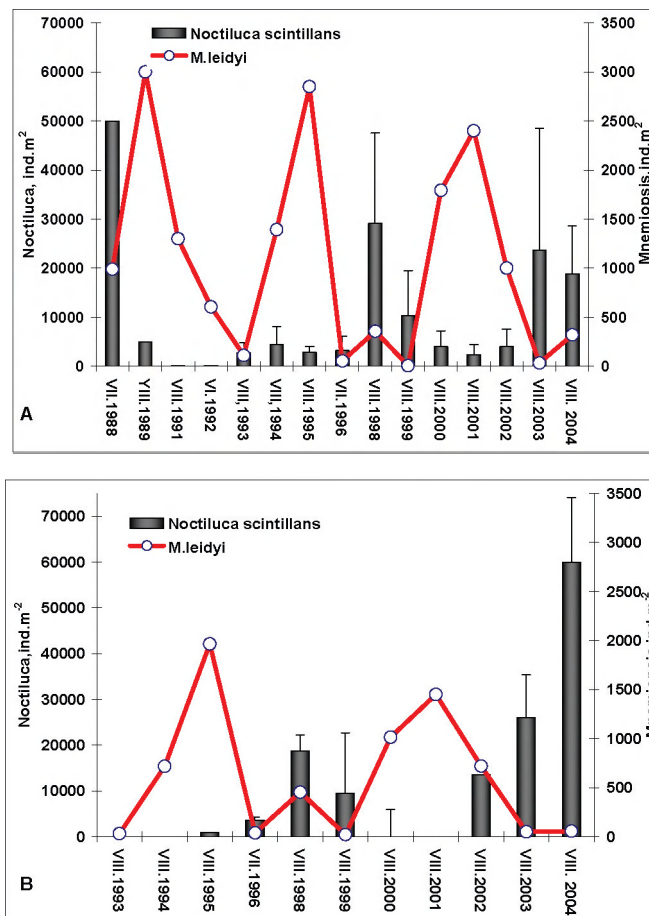 70000
60000
50000
40000
30000
20000
10000
0
Noctiluca, ind.m²
Noctiluca scintillans
M.leidyi
3500
3000
2500
2000
1500
1000
500
0
Mnemiopsis,ind.m²
VII.1988
YIII.1989
VIII.1991
VI.1992
VIII,1993
VIII,1994
VIII.1995
VII.1996
VIII.1998
VIII.1999
VIII.2000
VIII.2001
VIII.2002
VIII.2003
VIII. 2004
A
70000
60000
50000
40000
30000
20000
10000
0
Noctiluca,ind.m⁻²
Noctiluca scintillans
M.leidyi
3500
3000
2500
2000
1500
1000
500
0
VIII.1993
VIII.1994
VIII.1995
VII.1996
VIII.1998
VIII.1999
VIII.2000
VIII.2001
VIII.2002
VIII.2003
VIII. 2004
B